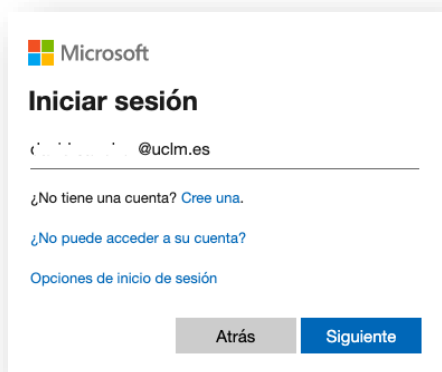 Microsoft
Iniciar sesión
@uclm.es
¿No tiene una cuenta? Cree una.
¿No puede acceder a su cuenta?
Opciones de inicio de sesión
Atrás
Siguiente